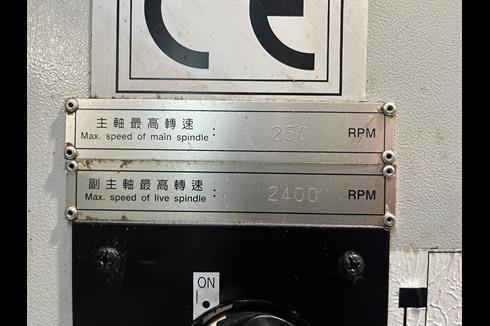 CE
主軸最高轉速 : 250 RPM
Max. speed of main spindle
副主軸最高轉速 : 2400 RPM
Max. speed of live spindle
ON